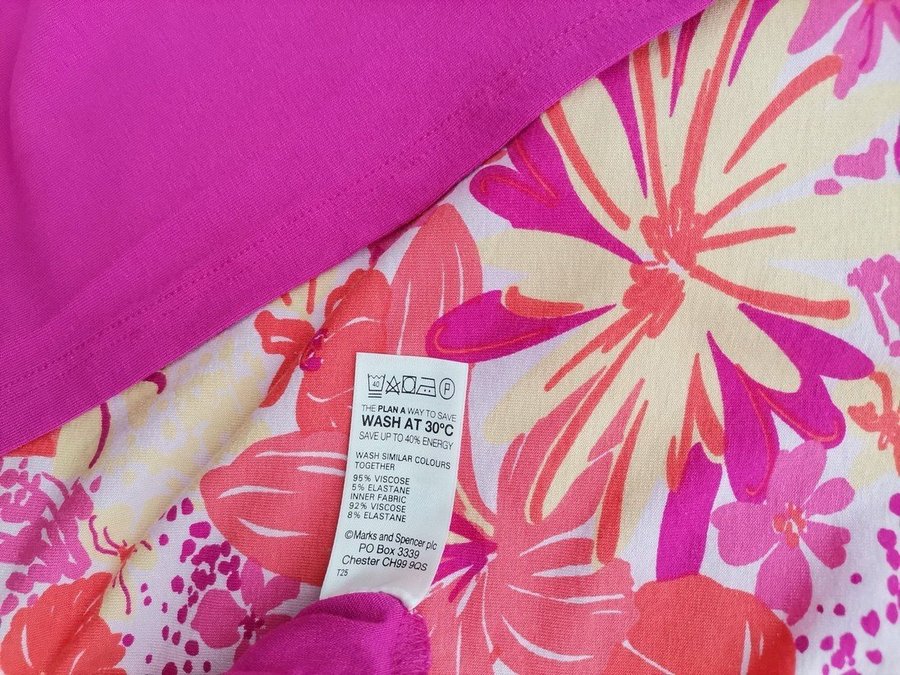 40 P
THE PLAN A WAY TO SAVE
WASH AT 30°C
SAVE UP TO 40% ENERGY
WASH SIMILAR COLOURS
TOGETHER
95% VISCOSE
5% ELASTANE
INNER FABRIC
92% VISCOSE
8% ELASTANE
©Marks and Spencer plc
PO Box 3339
Chester CH99 9QS
T25